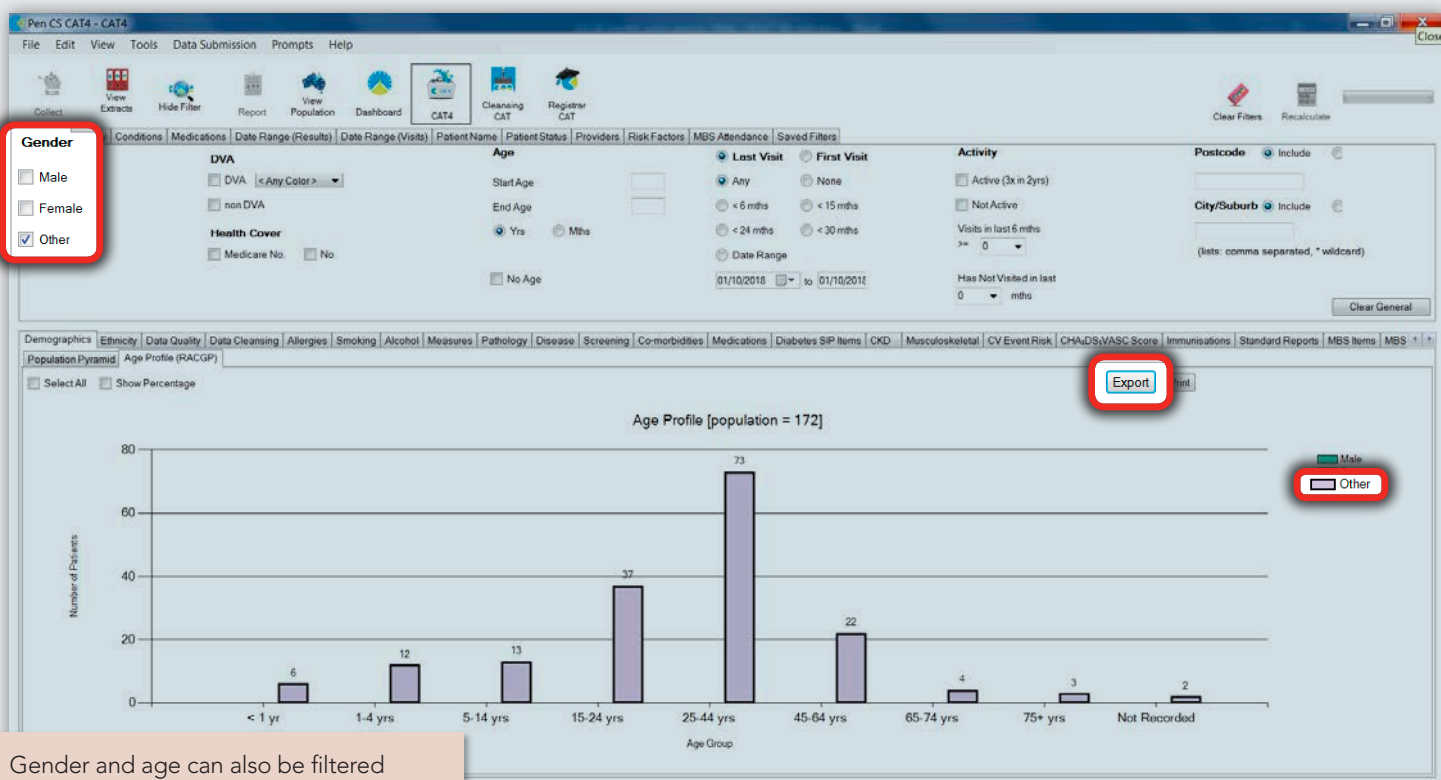 Pen CS CAT4 - CAT4
Close
File Edit View Tools Data Submission Prompts Help
Collect
View Extracts
Hide Filter
Report
View Population
Dashboard
CAT4
Cleansing CAT
Registrar CAT
Clear Filters
Recalculate
Conditions Medications Date Range (Results) Date Range (Visits) Patient Name Patient Status Providers Risk Factors MBS Attendance Saved Filters
Gender
Male
Female
Other
DVA
DVA <Any Color>
non DVA
Health Cover
Medicare No. No
Age
Start Age
End Age
Yrs Mths
No Age
Last Visit First Visit
Any None
< 6 mths < 15 mths
< 24 mths < 30 mths
Date Range
01/10/2018 to 01/10/2018
Activity
Active (3x in 2yrs)
Not Active
Visits in last 6 mths
>= 0
Has Not Visited in last
0 mths
Postcode Include
City/Suburb Include
(lists: comma separated, * wildcard)
Clear General
Demographics Ethnicity Data Quality Data Cleansing Allergies Smoking Alcohol Measures Pathology Disease Screening Co-morbidities Medications Diabetes SIP Items CKD Musculoskeletal CV Event Risk CHA₂DS₂VASC Score Immunisations Standard Reports MBS Items MBS
Population Pyramid Age Profile (RACGP)
Select All Show Percentage
Export
Age Profile [population = 172]
Male
Other
Number of Patients
80
60
40
20
0
6
12
13
37
73
22
4
3
2
< 1 yr 1-4 yrs 5-14 yrs 15-24 yrs 25-44 yrs 45-64 yrs 65-74 yrs 75+ yrs Not Recorded
Age Group
Gender and age can also be filtered